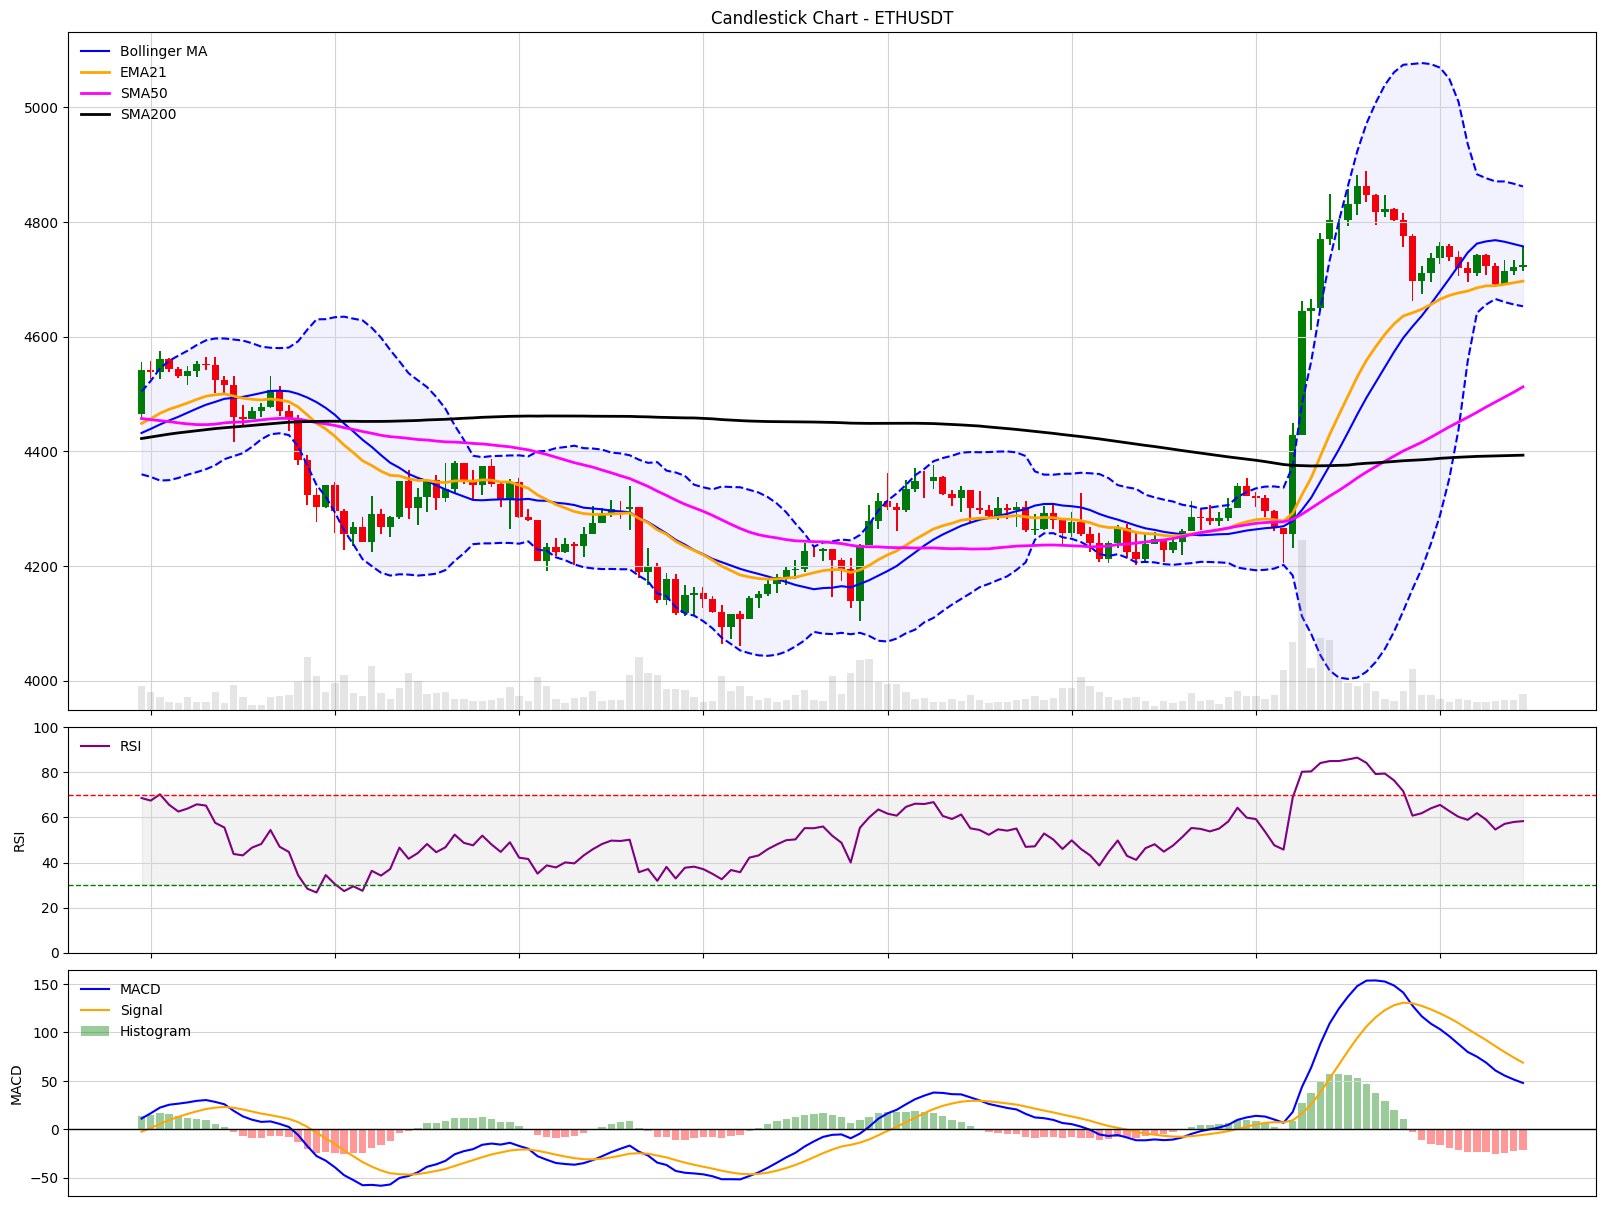 Candlestick Chart - ETHUSDT
Bollinger MA
EMA21
SMA50
SMA200
5000
4800
4600
4400
4200
4000
RSI
100
80
60
40
20
0
RSI
MACD
Signal
Histogram
150
100
50
0
−50
MACD